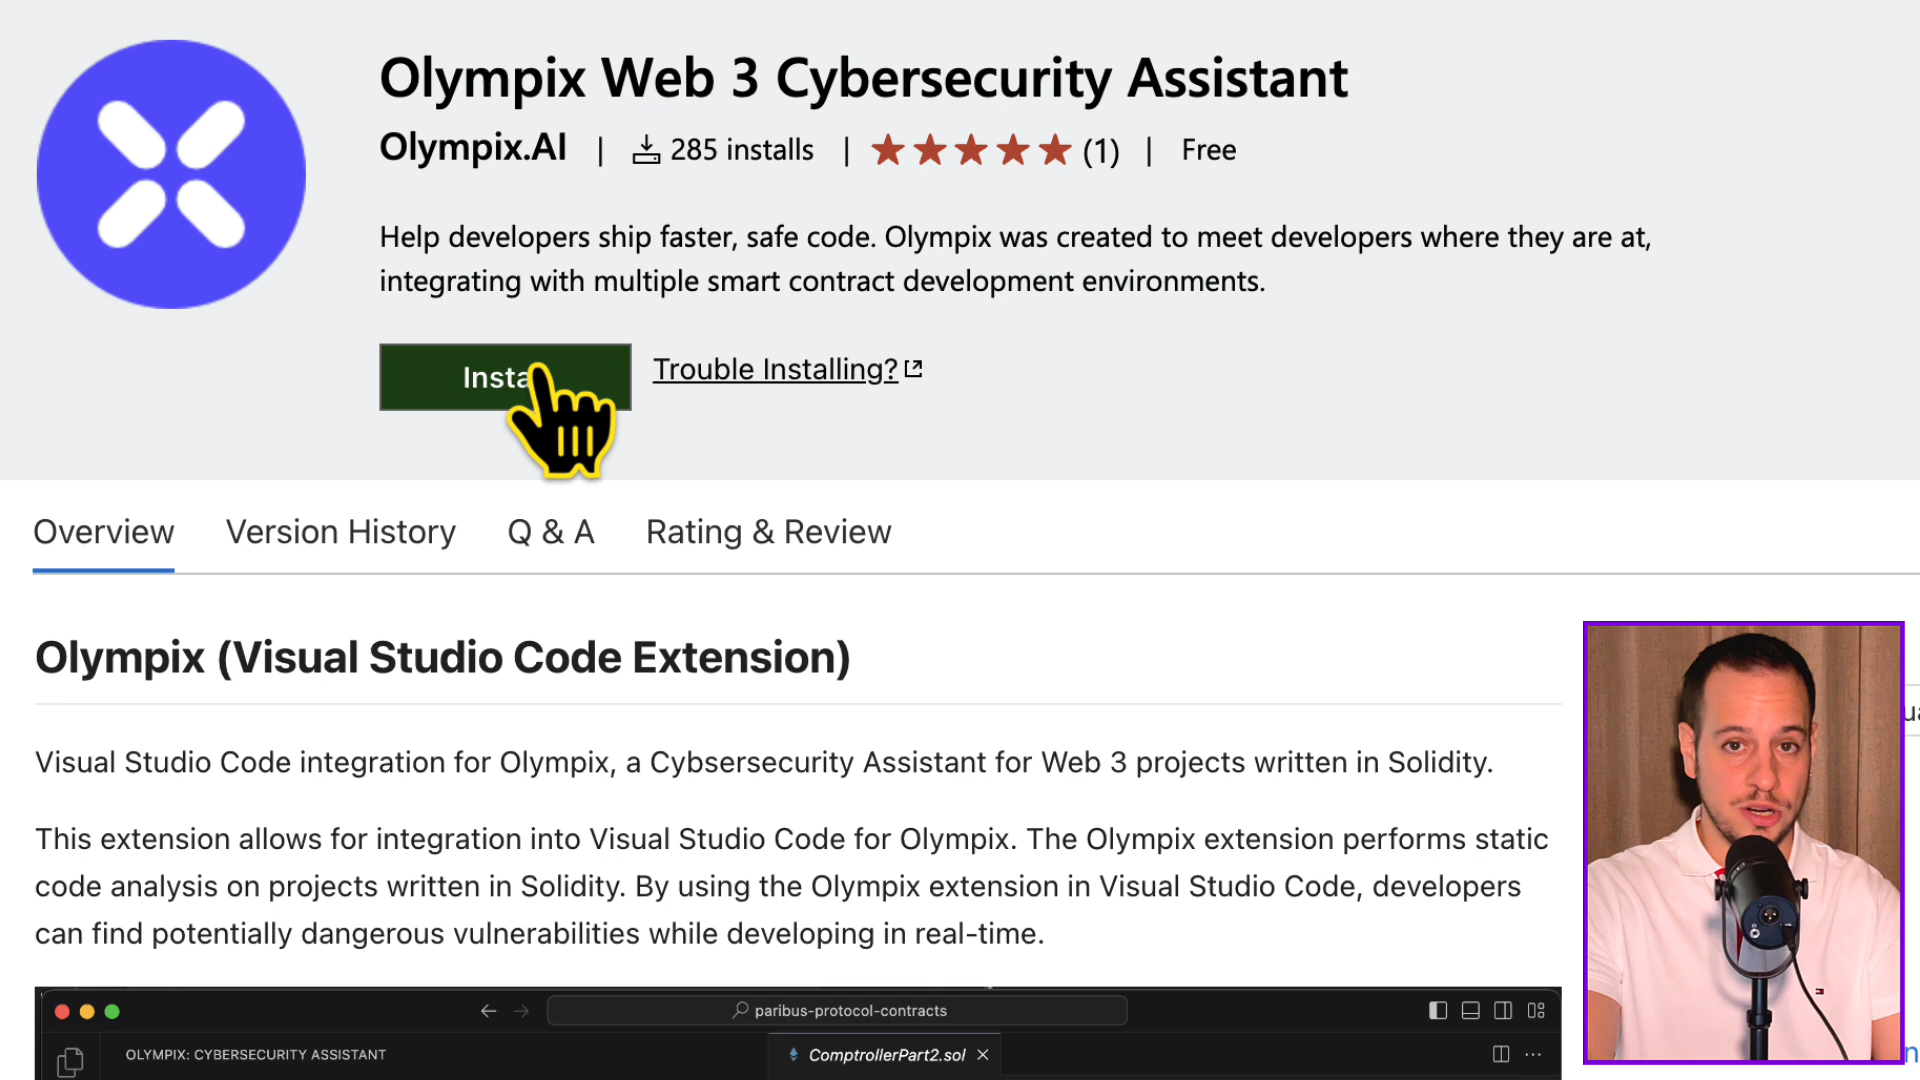 Olympix Web 3 Cybersecurity Assistant
Olympix.AI | 285 installs | (1) | Free
Help developers ship faster, safe code. Olympix was created to meet developers where they are at,
integrating with multiple smart contract development environments.
Trouble Installing?
Overview Version History Q & A Rating & Review
Olympix (Visual Studio Code Extension)
Visual Studio Code integration for Olympix, a Cybsersecurity Assistant for Web 3 projects written in Solidity.
This extension allows for integration into Visual Studio Code for Olympix. The Olympix extension performs static
code analysis on projects written in Solidity. By using the Olympix extension in Visual Studio Code, developers
can find potentially dangerous vulnerabilities while developing in real-time.
paribus-protocol-contracts
OLYMPIX: CYBERSECURITY ASSISTANT
ComptrollerPart2.sol